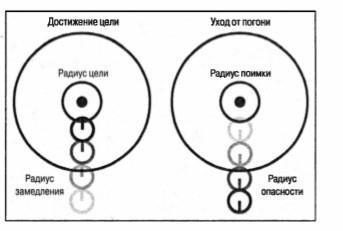 Достижение цели
Уход от погони
Радиус цели
Радиус поимки
Радиус
замедления
Радиус
опасности